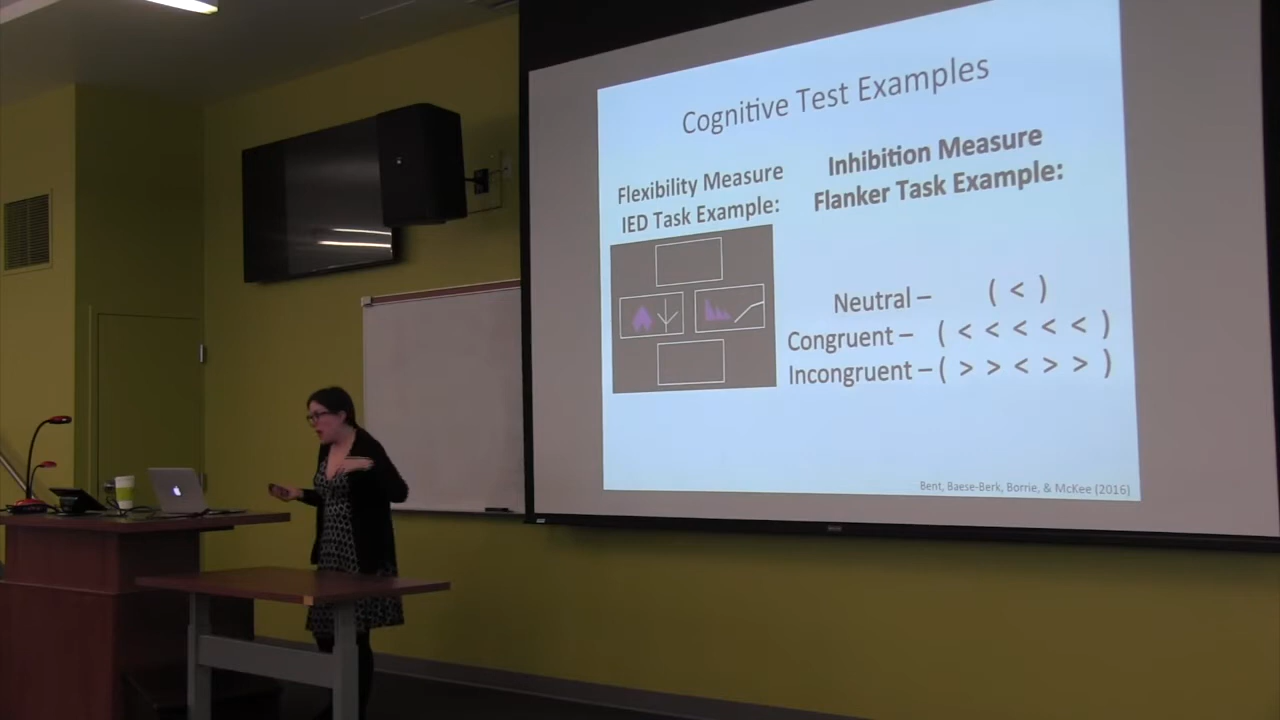 Cognitive Test Examples
Flexibility Measure
IED Task Example:
Inhibition Measure
Flanker Task Example:
Neutral – ( < )
Congruent – ( < < < < < )
Incongruent – ( > > < > > )
Bent, Baese-Berk, Borrie, & McKee (2016)